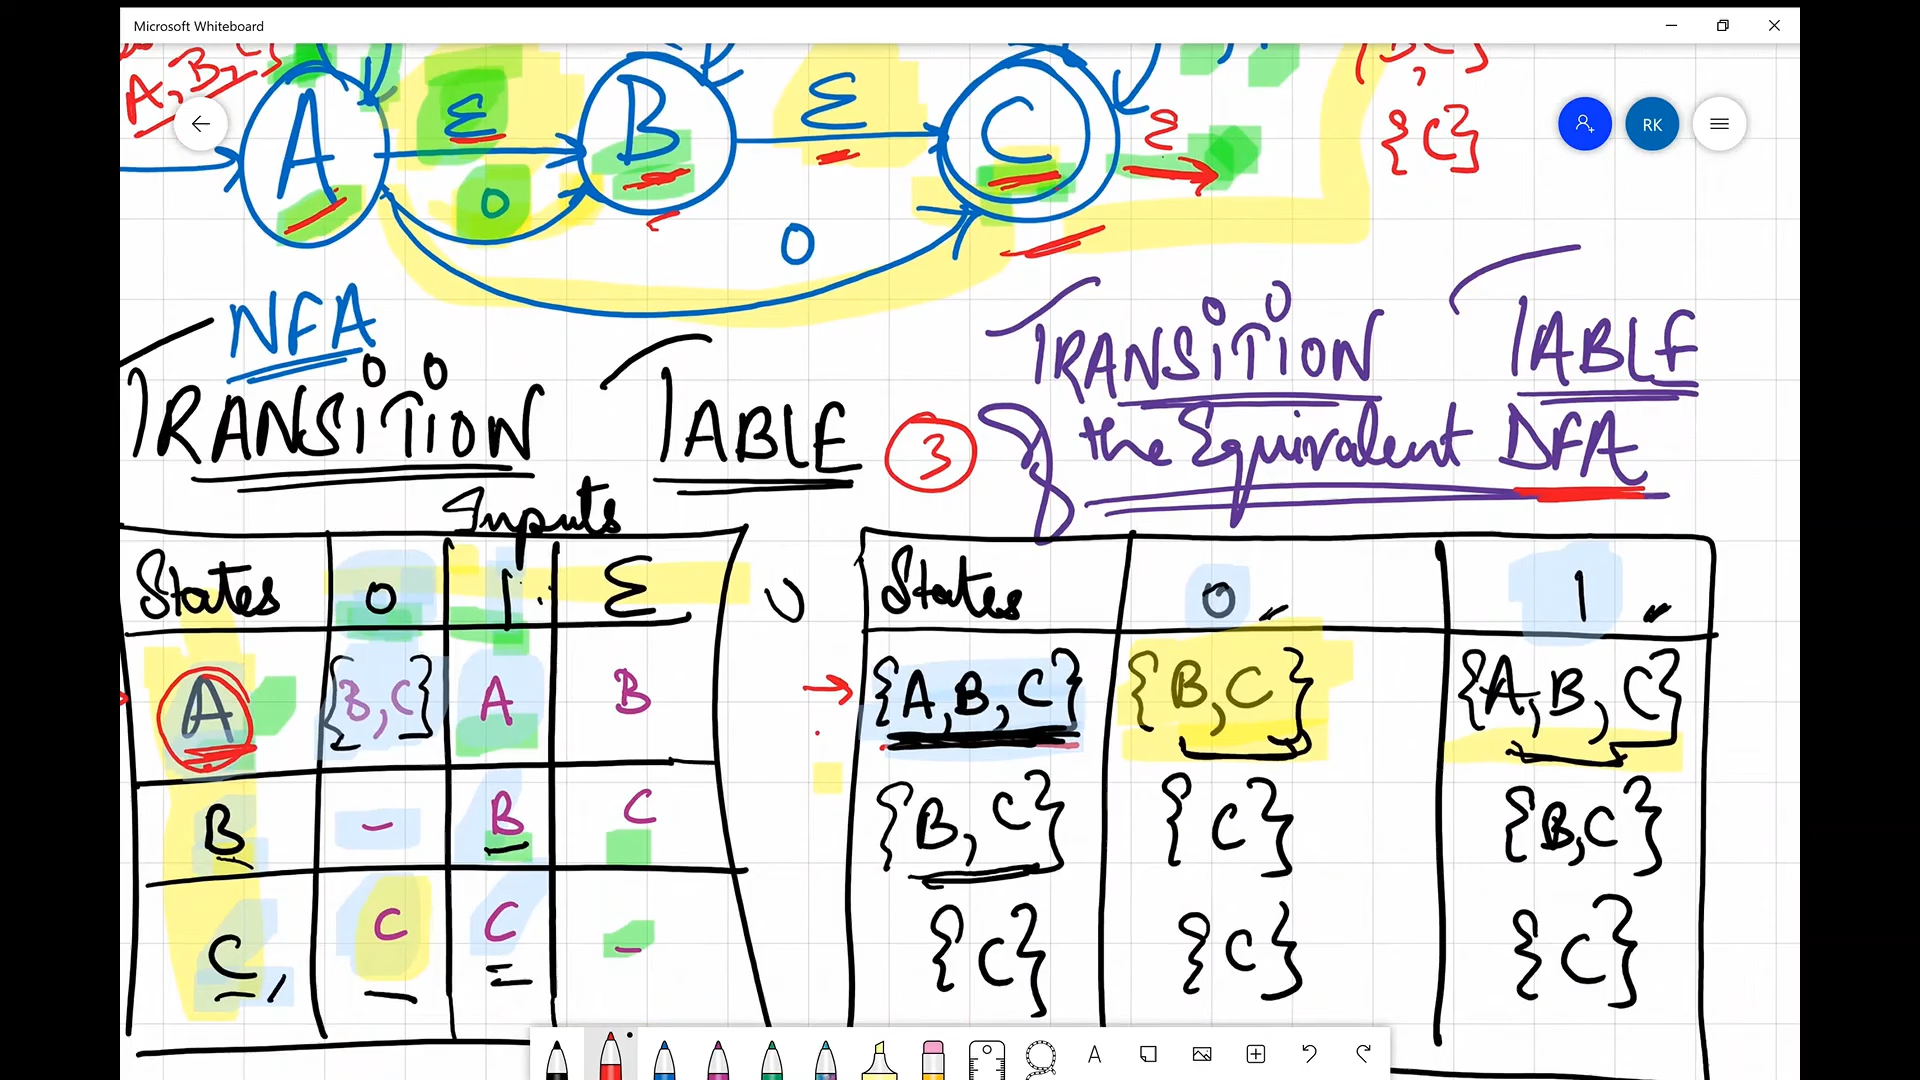 Microsoft Whiteboard
{B,C}
A,B,C}
A ε B ε C ε {C}
RK
0
0
NFA
TRANSITION TABLE
TRANSITION TABLE
3 of the Equivalent DFA
Inputs
States 0 1 ε
A {B,C} A B
B - B C
C, C C -
States 0 1
{A,B,C} {B,C} {A,B,C}
{B,C} {C} {B,C}
{C} {C} {C}
A